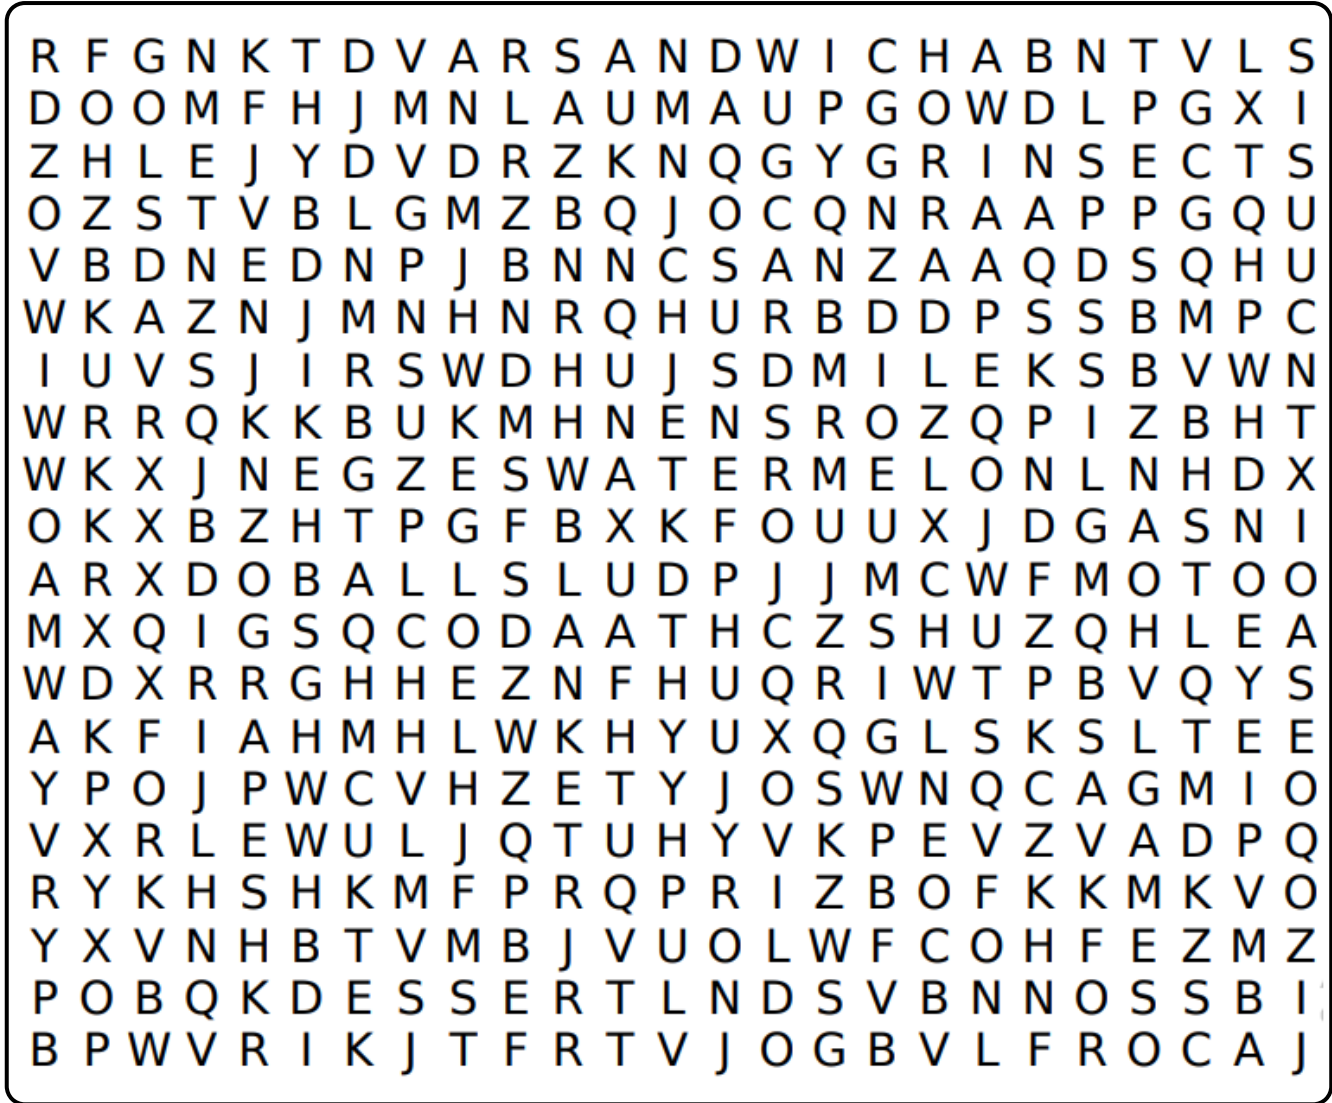 R F G N K T D V A R S A N D W I C H A B N T V L S
D O O M F H J M N L A U M A U P G O W D L P G X I
Z H L E J Y D V D R Z K N Q G Y G R I N S E C T S
O Z S T V B L G M Z B Q J O C Q N R A A P P G Q U
V B D N E D N P J B N N C S A N Z A A Q D S Q H U
W K A Z N J M N H N R Q H U R B D D P S S B M P C
I U V S J I R S W D H U J S D M I L E K S B V W N
W R R Q K K B U K M H N E N S R O Z Q P I Z B H T
W K X J N E G Z E S W A T E R M E L O N L N H D X
O K X B Z H T P G F B X K F O U U X J D G A S N I
A R X D O B A L L S L U D P J J M C W F M O T O O
M X Q I G S Q C O D A A T H C Z S H U Z Q H L E A
W D X R R G H H E Z N F H U Q R I W T P B V Q Y S
A K F I A H M H L W K H Y U X Q G L S K S L T E E
Y P O J P W C V H Z E T Y J O S W N Q C A G M I O
V X R L E W U L J Q T U H Y V K P E V Z V A D P Q
R Y K H S H K M F P R Q P R I Z B O F K K M K V O
Y X V N H B T V M B J V U O L W F C O H F E Z M Z
P O B Q K D E S S E R T L N D S V B N N O S S B I
B P W V R I K J T F R T V J O G B V L F R O C A J